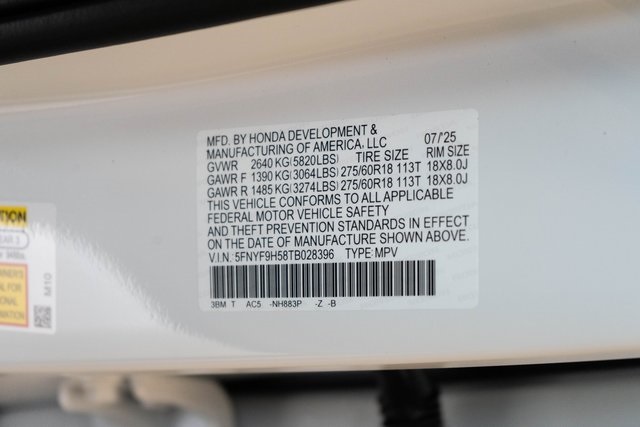 MFD. BY HONDA DEVELOPMENT &
MANUFACTURING OF AMERICA, LLC 07/'25
GVWR 2640 KG(5820LBS) TIRE SIZE RIM SIZE
GAWR F 1390 KG(3064LBS) 275/60R18 113T 18X8.0J
GAWR R 1485 KG(3274LBS) 275/60R18 113T 18X8.0J
THIS VEHICLE CONFORMS TO ALL APPLICABLE
FEDERAL MOTOR VEHICLE SAFETY
AND THEFT PREVENTION STANDARDS IN EFFECT
ON THE DATE OF MANUFACTURE SHOWN ABOVE.
V.I.N.: 5FNYF9H58TB028396 TYPE:MPV
3BM T AC5 -NH883P -Z -B
M10